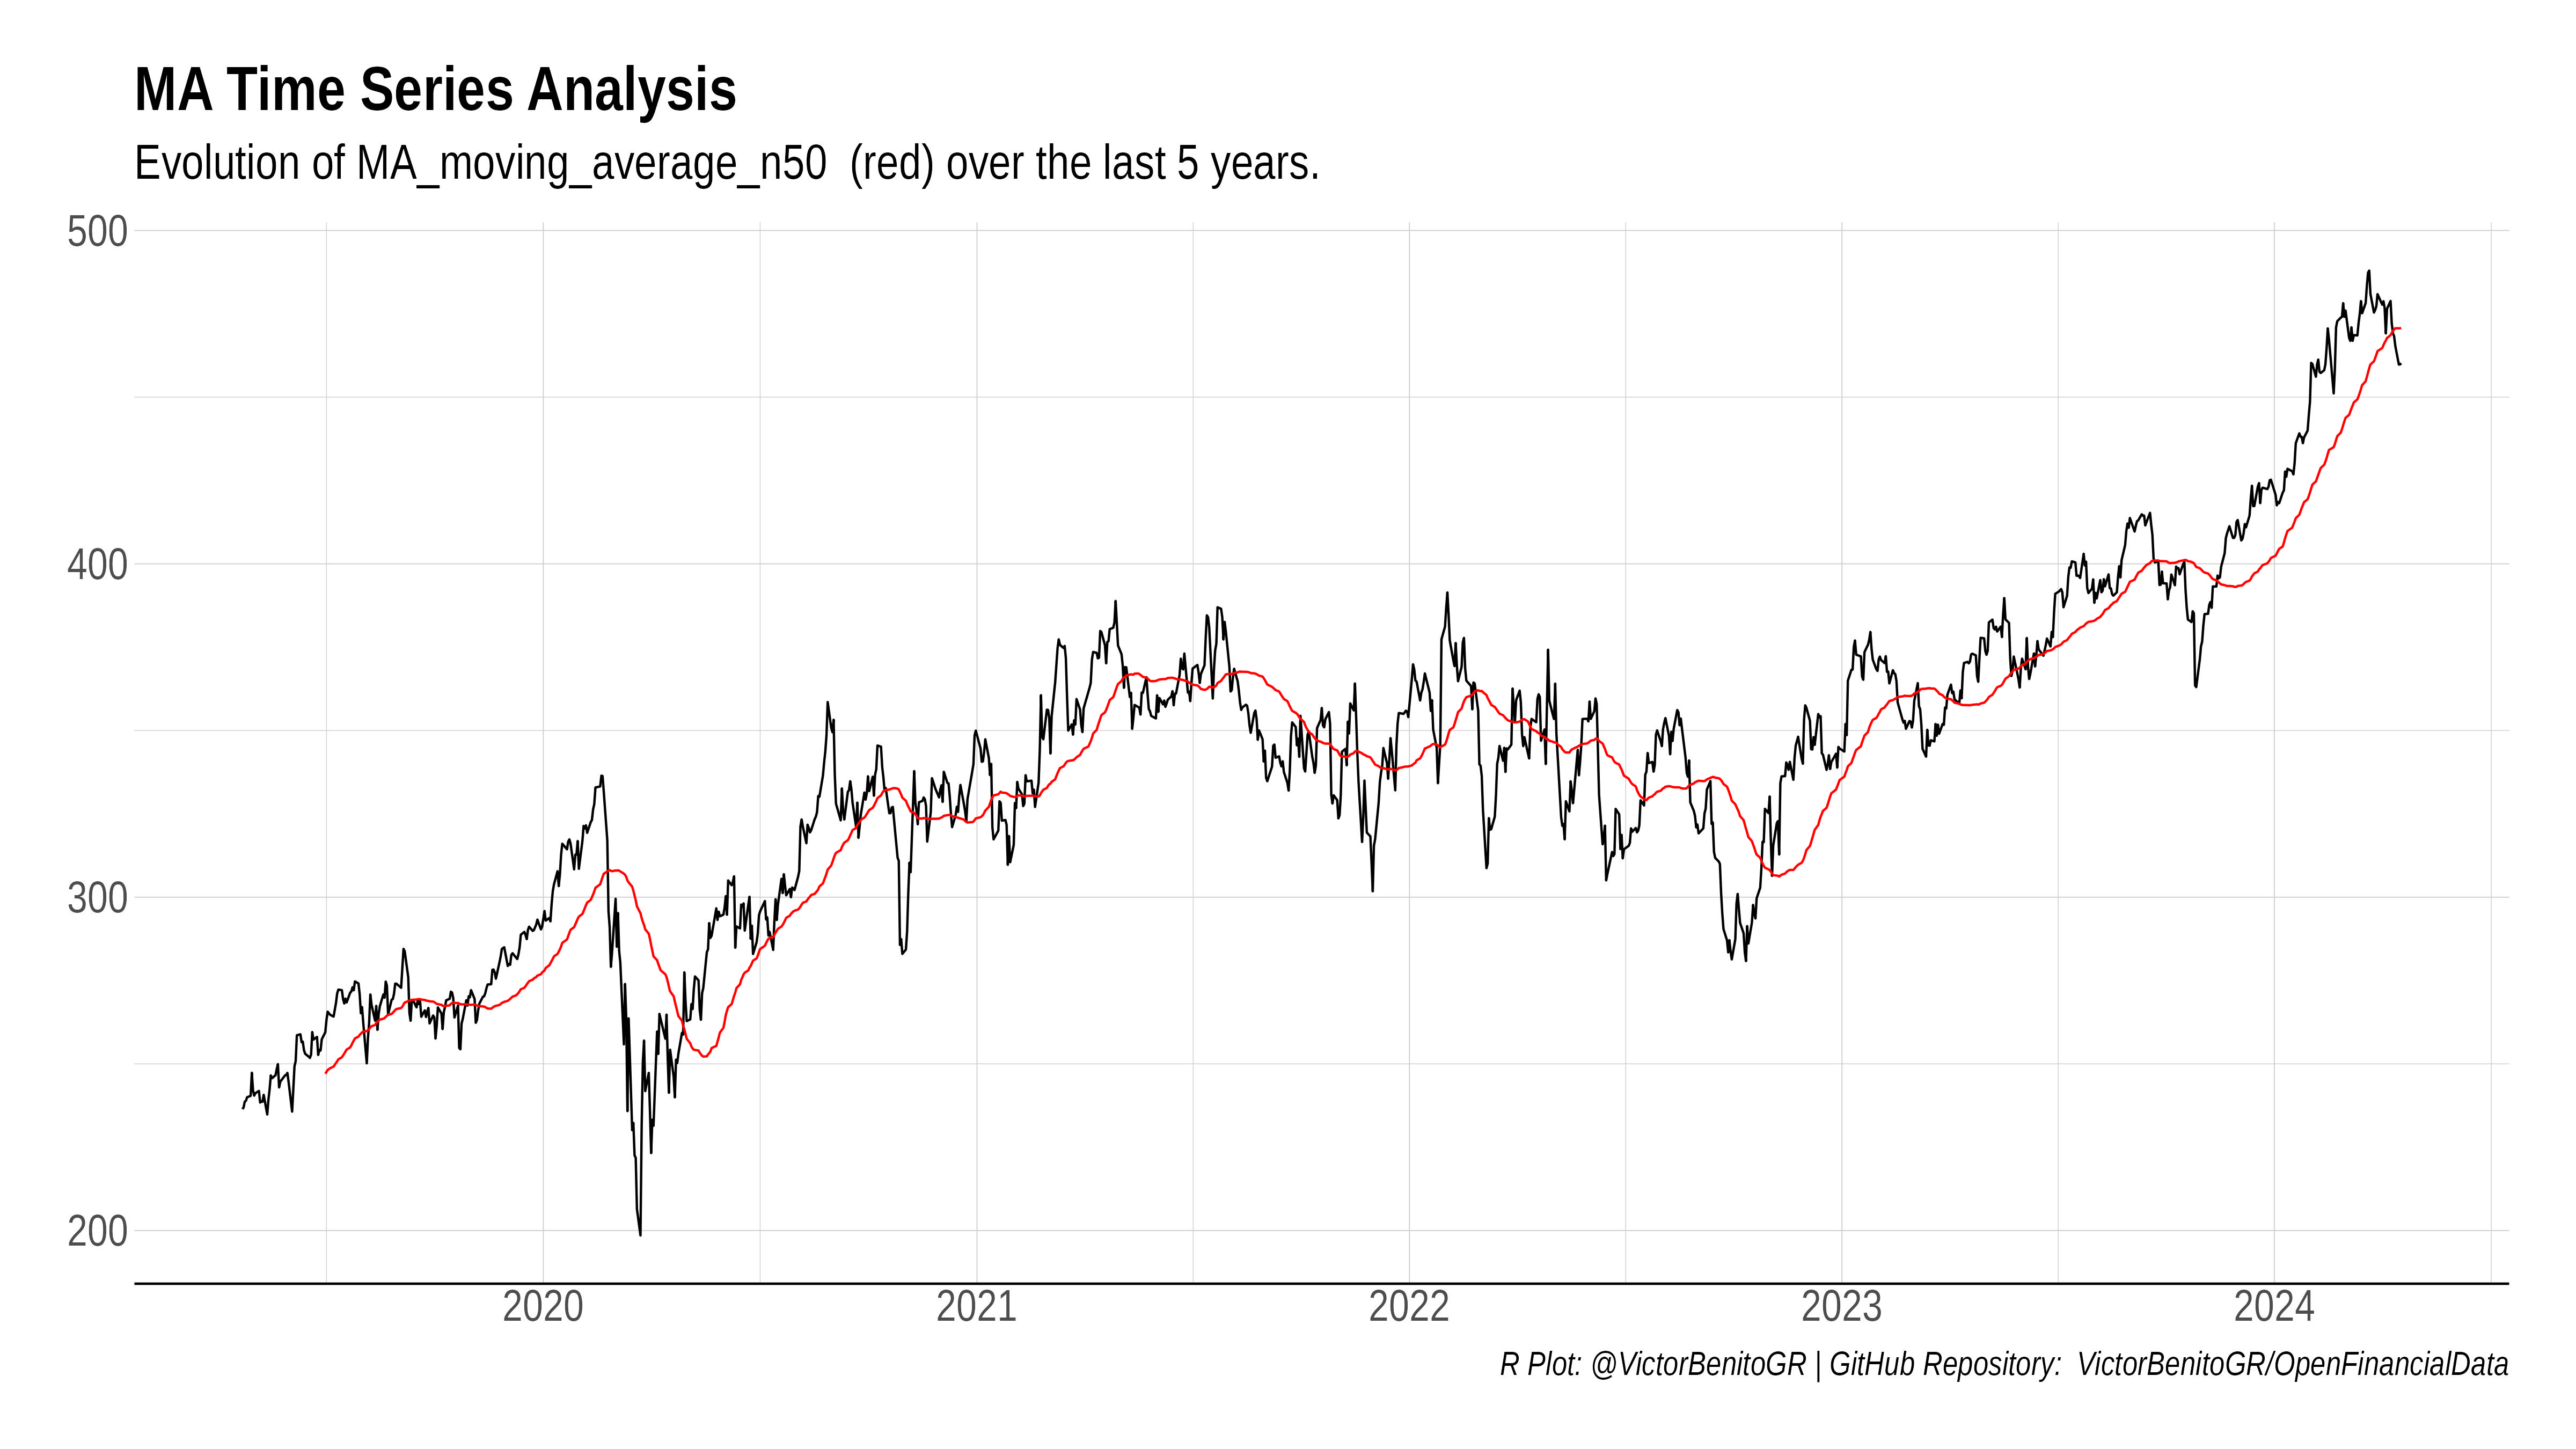 MA Time Series Analysis
Evolution of MA_moving_average_n50  (red) over the last 5 years.
500
400
300
200
2020 2021 2022 2023 2024
R Plot: @VictorBenitoGR | GitHub Repository:  VictorBenitoGR/OpenFinancialData